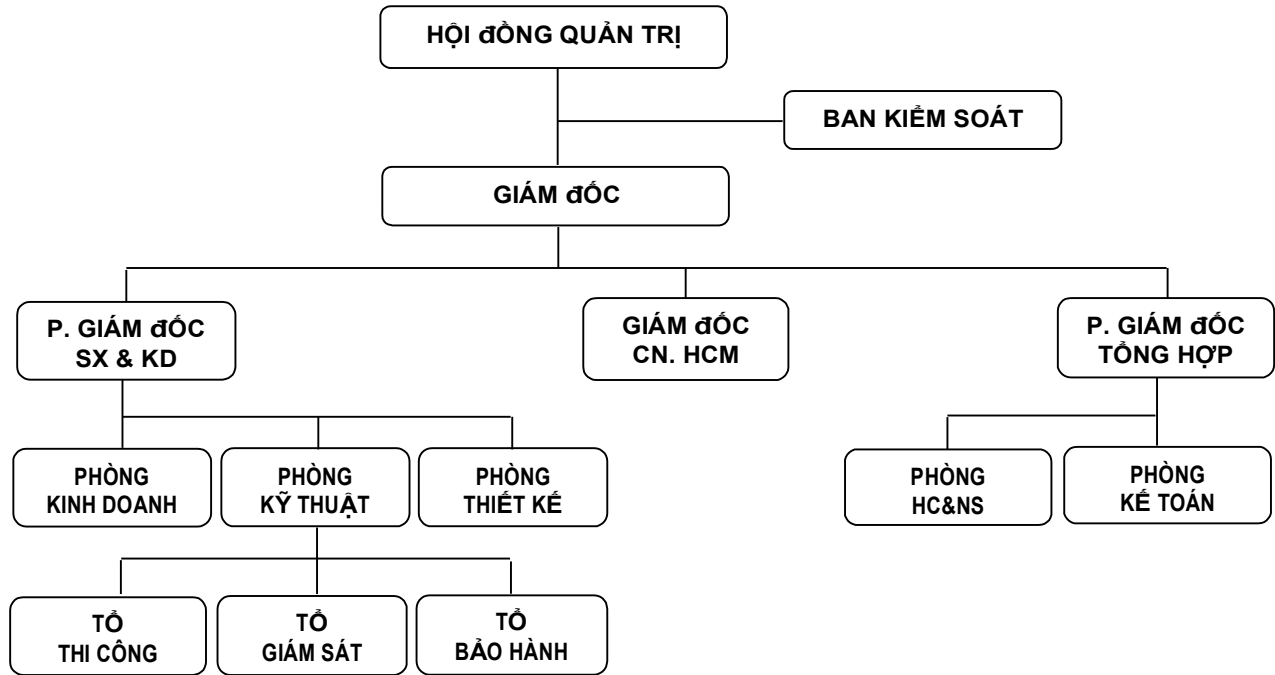 HỘI đỒNG QUẢN TRỊ
BAN KIỂM SOÁT
GIÁM đỐC
P. GIÁM đỐC
SX & KD
GIÁM đỐC
CN. HCM
P. GIÁM đỐC
TỔNG HỢP
PHÒNG
KINH DOANH
PHÒNG
KỸ THUẬT
PHÒNG
THIẾT KẾ
PHÒNG
HC&NS
PHÒNG
KẾ TOÁN
TỔ
THI CÔNG
TỔ
GIÁM SÁT
TỔ
BẢO HÀNH